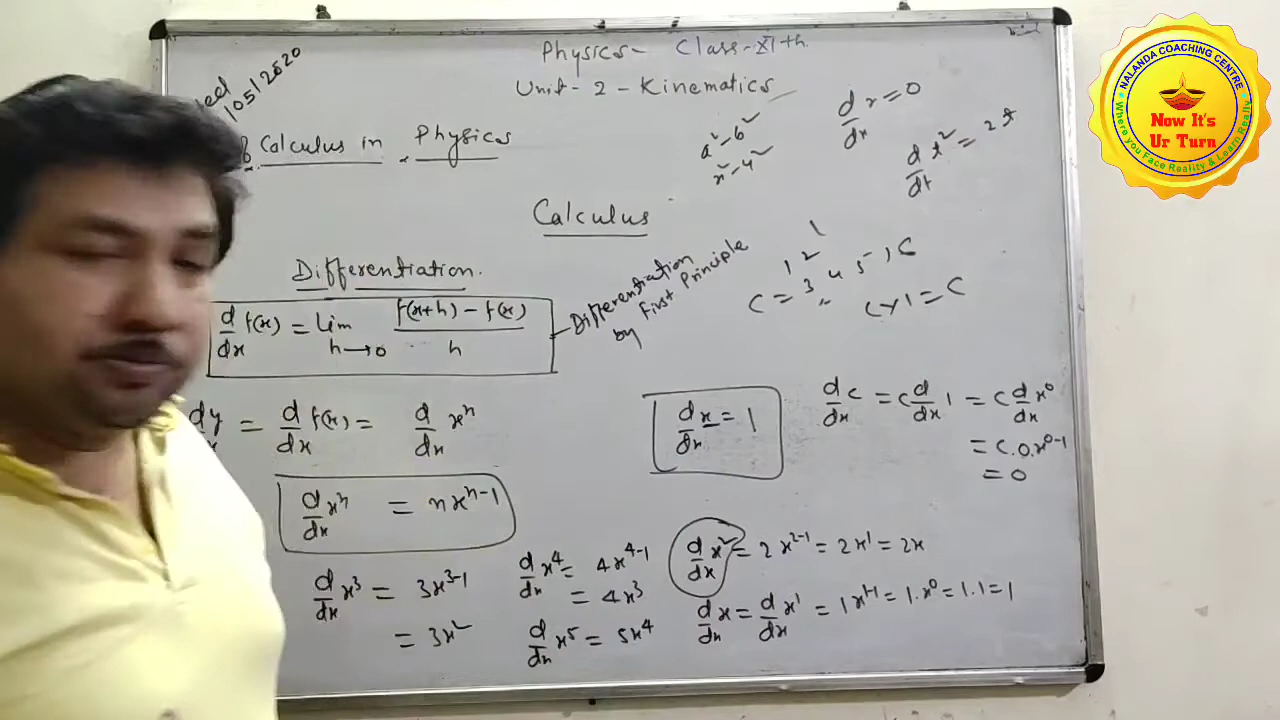 Physics - Class-XIth
Unit - 2 - Kinematics
105/2020
of Calculus in Physics
a² - b²
x² - 4²
d/dx x = 0
d/dt t² = 2t
Calculus
Differentiation.
d/dx f(x) = Lim h→0 f(x+h) - f(x) / h
Differentiation
by First Principle
C = 1 2 3 4 5 - 1 C
C × 1 = C
dy/x = d/dx f(x) = d/dx xⁿ
dx/dx = 1
d/dx C = C d/dx 1 = C d/dx x⁰
= C.0.x⁰⁻¹
= 0
d/dx xⁿ = nxⁿ⁻¹
d/dx x³ = 3x³⁻¹
= 3x²
d/dx x⁴ = 4x⁴⁻¹
= 4x³
d/dx x⁵ = 5x⁴
d/dx x² = 2x²⁻¹ = 2x¹ = 2x
d/dx x = d/dx x¹ = 1x¹⁻¹ = 1.x⁰ = 1.1 = 1
NALANDA COACHING CENTRE
Now It's
Ur Turn
Where you Face Reality & Learn Really